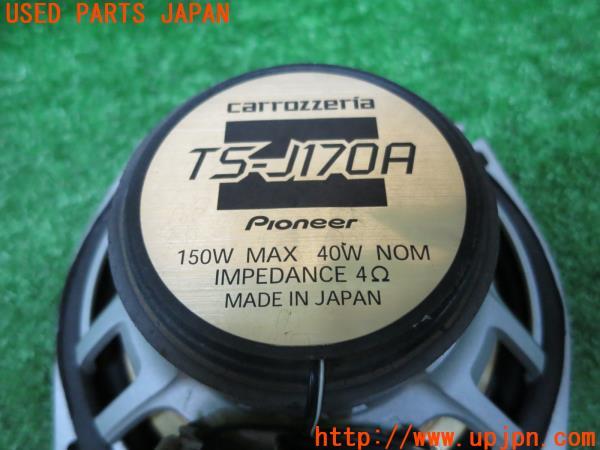 USED PARTS JAPAN
carrozzeria
TS-J170A
Pioneer
150W MAX 40W NOM
IMPEDANCE 4Ω
MADE IN JAPAN
http://www.upjpn.com